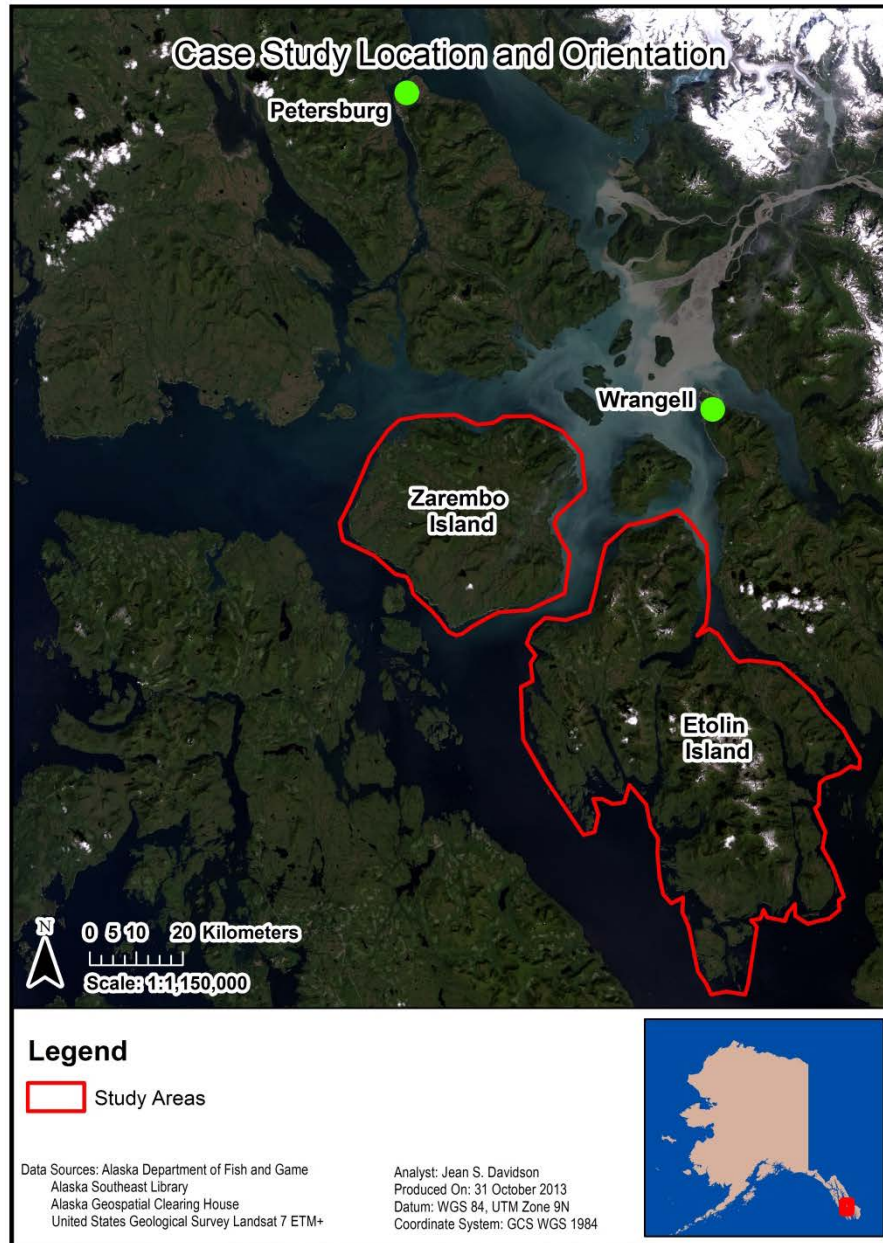 Case Study Location and Orientation
Petersburg
Wrangell
Zarembo
Island
Etolin
Island
N
0 5 10 20 Kilometers
Scale: 1:1,150,000
Legend
Study Areas
Data Sources: Alaska Department of Fish and Game
Alaska Southeast Library
Alaska Geospatial Clearing House
United States Geological Survey Landsat 7 ETM+
Analyst: Jean S. Davidson
Produced On: 31 October 2013
Datum: WGS 84, UTM Zone 9N
Coordinate System: GCS WGS 1984